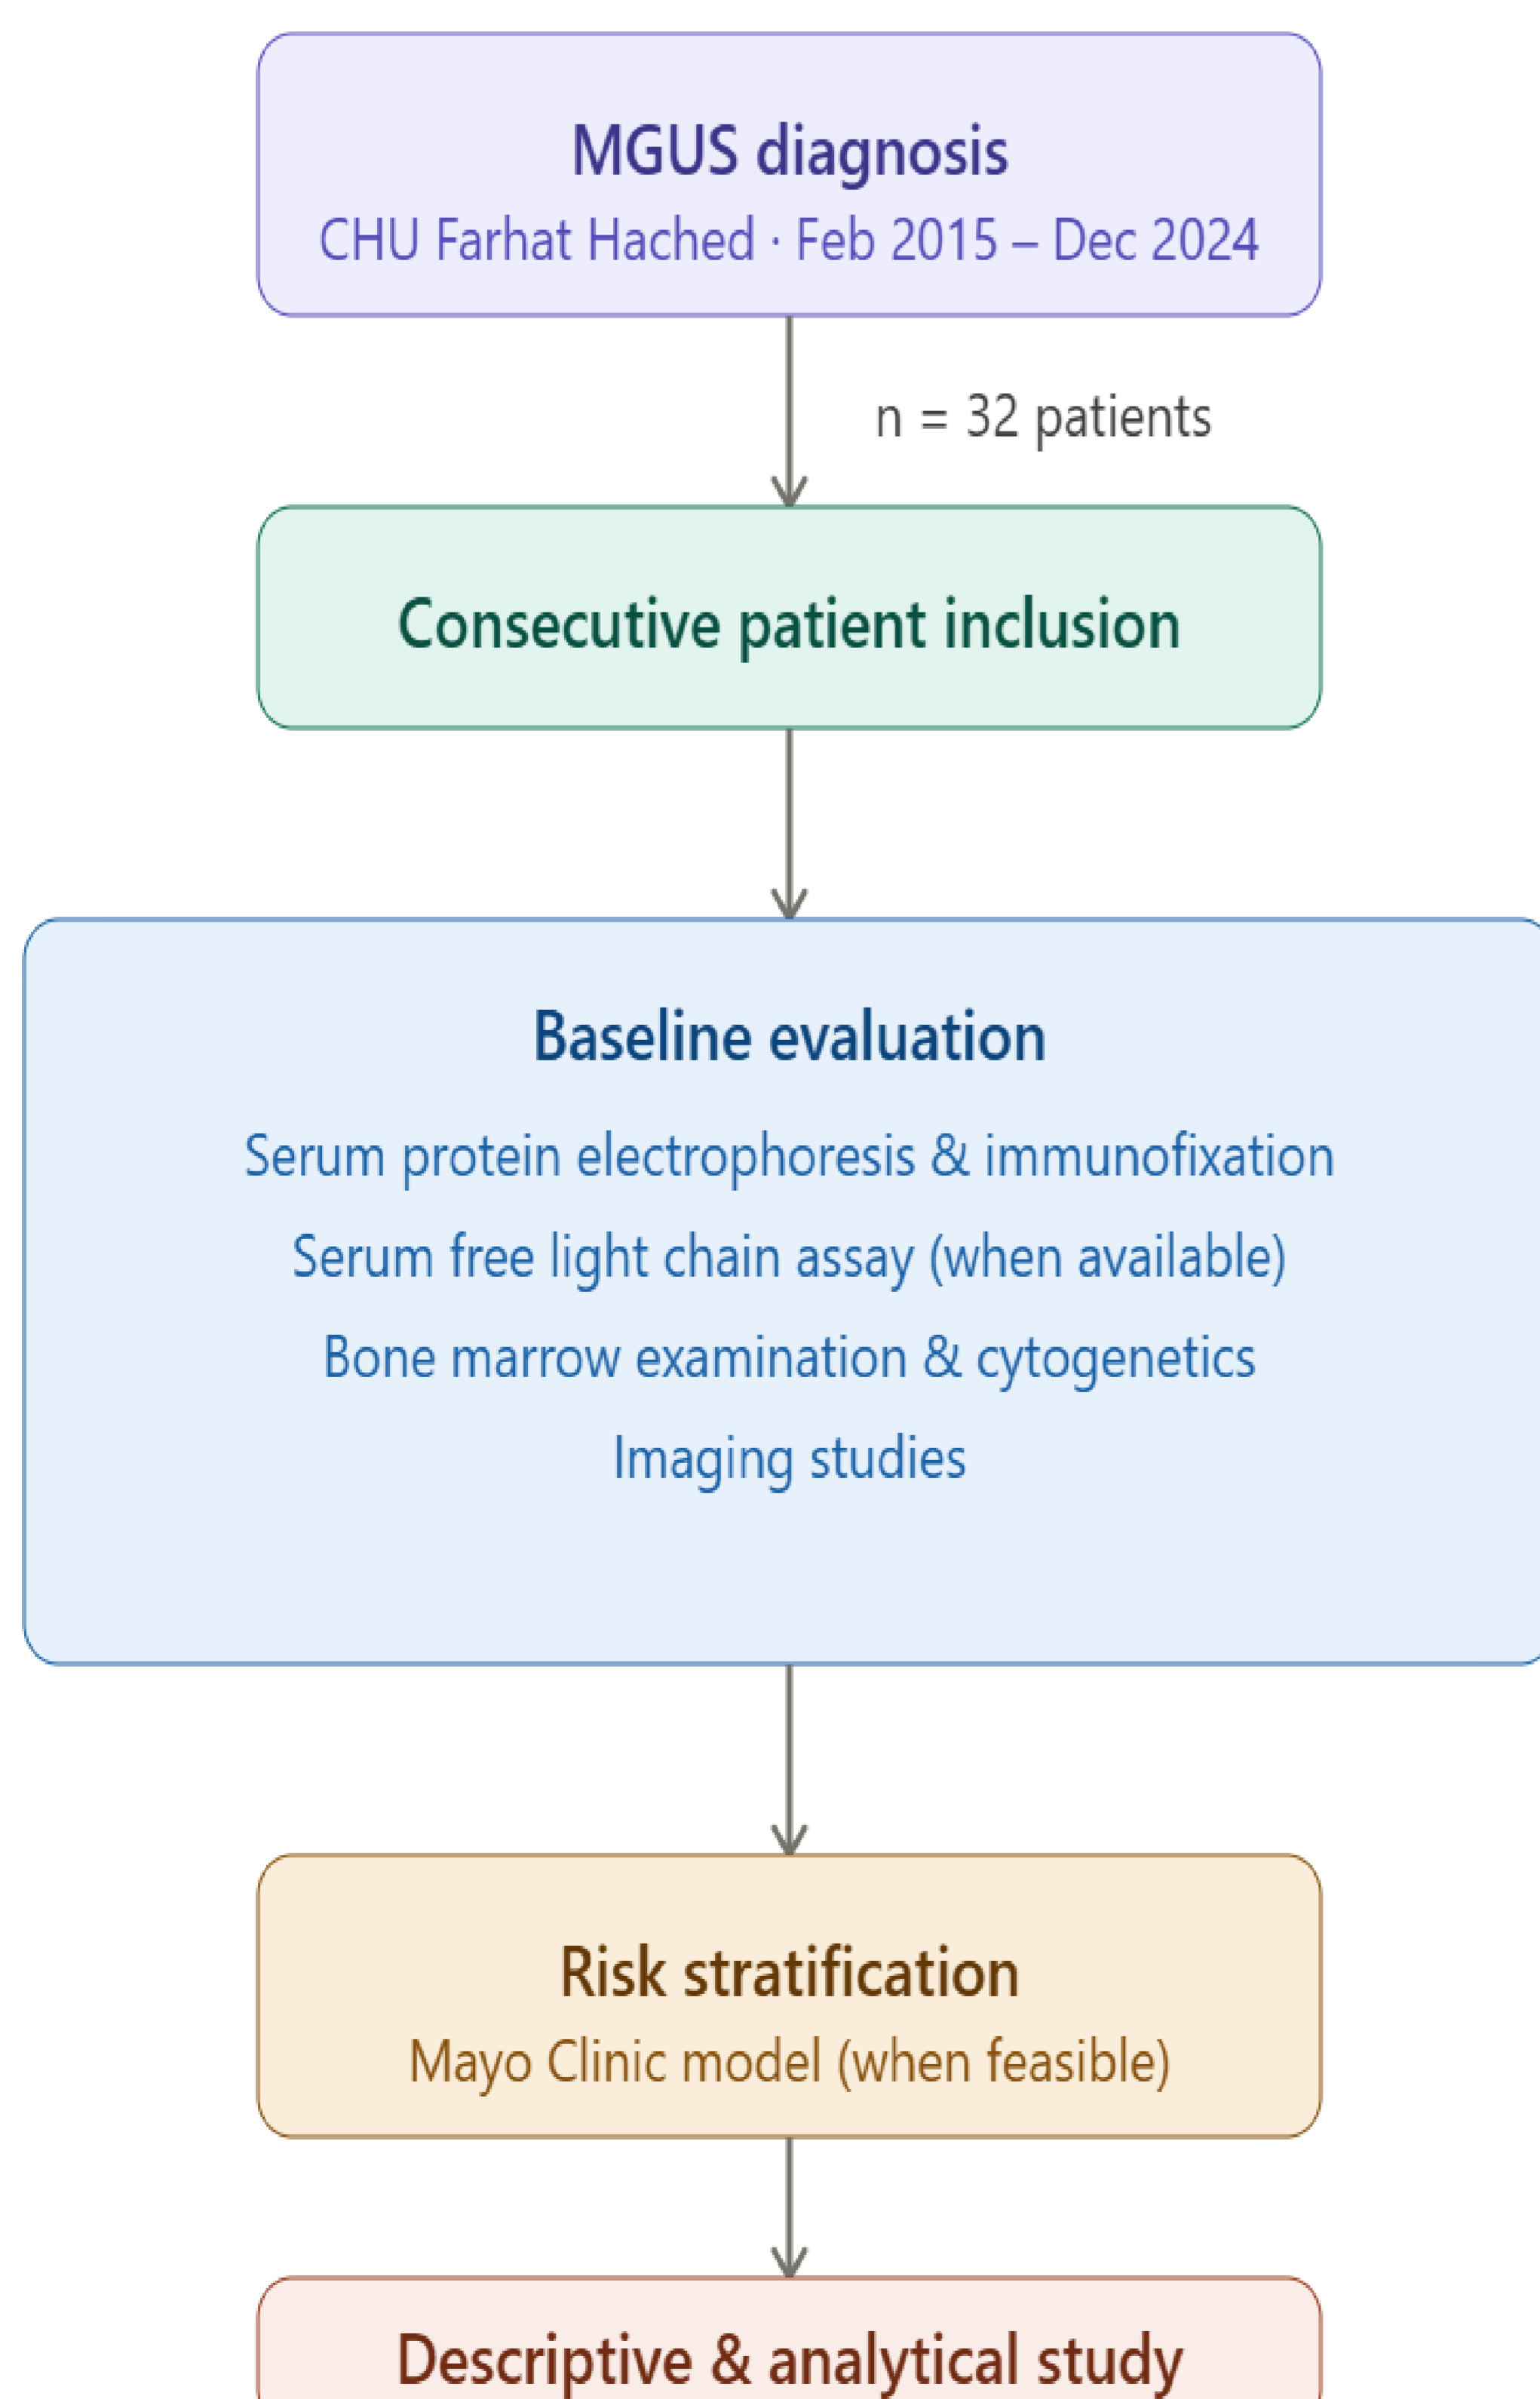 MGUS diagnosis
CHU Farhat Hached · Feb 2015 – Dec 2024
n = 32 patients
Consecutive patient inclusion
Baseline evaluation
Serum protein electrophoresis & immunofixation
Serum free light chain assay (when available)
Bone marrow examination & cytogenetics
Imaging studies
Risk stratification
Mayo Clinic model (when feasible)
Descriptive & analytical study